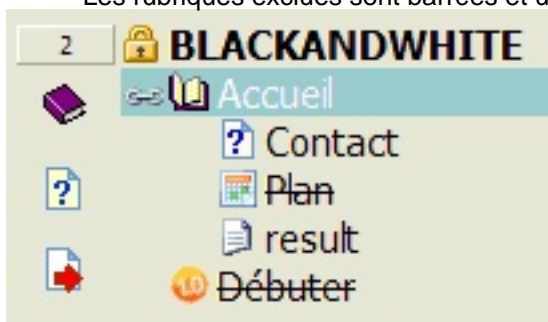 Les rubriques exclues sont barrées et d
2 BLACKANDWHITE
Accueil
Contact
Plan
result
Débuter